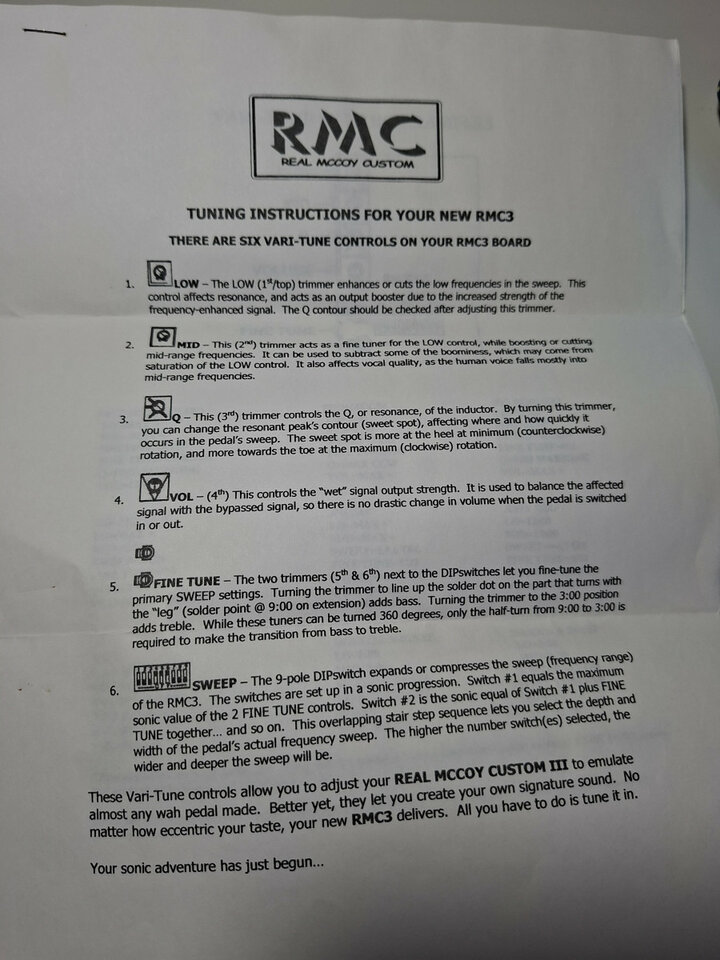 RMC
REAL MCCOY CUSTOM
TUNING INSTRUCTIONS FOR YOUR NEW RMC3
THERE ARE SIX VARI-TUNE CONTROLS ON YOUR RMC3 BOARD
1. LOW – The LOW (1st/top) trimmer enhances or cuts the low frequencies in the sweep. This
control affects resonance, and acts as an output booster due to the increased strength of the
frequency-enhanced signal. The Q contour should be checked after adjusting this trimmer.
2. MID – This (2nd) trimmer acts as a fine tuner for the LOW control, while boosting or cutting
mid-range frequencies. It can be used to subtract some of the boominess, which may come from
saturation of the LOW control. It also affects vocal quality, as the human voice falls mostly into
mid-range frequencies.
3. Q – This (3rd) trimmer controls the Q, or resonance, of the inductor. By turning this trimmer,
you can change the resonant peak's contour (sweet spot), affecting where and how quickly it
occurs in the pedal's sweep. The sweet spot is more at the heel at minimum (counterclockwise)
rotation, and more towards the toe at the maximum (clockwise) rotation.
4. VOL – (4th) This controls the "wet" signal output strength. It is used to balance the affected
signal with the bypassed signal, so there is no drastic change in volume when the pedal is switched
in or out.
5. FINE TUNE – The two trimmers (5th & 6th) next to the DIPswitches let you fine-tune the
primary SWEEP settings. Turning the trimmer to line up the solder dot on the part that turns with
the "leg" (solder point @ 9:00 on extension) adds bass. Turning the trimmer to the 3:00 position
adds treble. While these tuners can be turned 360 degrees, only the half-turn from 9:00 to 3:00 is
required to make the transition from bass to treble.
6. SWEEP – The 9-pole DIPswitch expands or compresses the sweep (frequency range)
of the RMC3. The switches are set up in a sonic progression. Switch #1 equals the maximum
sonic value of the 2 FINE TUNE controls. Switch #2 is the sonic equal of Switch #1 plus FINE
TUNE together... and so on. This overlapping stair step sequence lets you select the depth and
width of the pedal's actual frequency sweep. The higher the number switch(es) selected, the
wider and deeper the sweep will be.
These Vari-Tune controls allow you to adjust your REAL MCCOY CUSTOM III to emulate
almost any wah pedal made. Better yet, they let you create your own signature sound. No
matter how eccentric your taste, your new RMC3 delivers. All you have to do is tune it in.
Your sonic adventure has just begun...